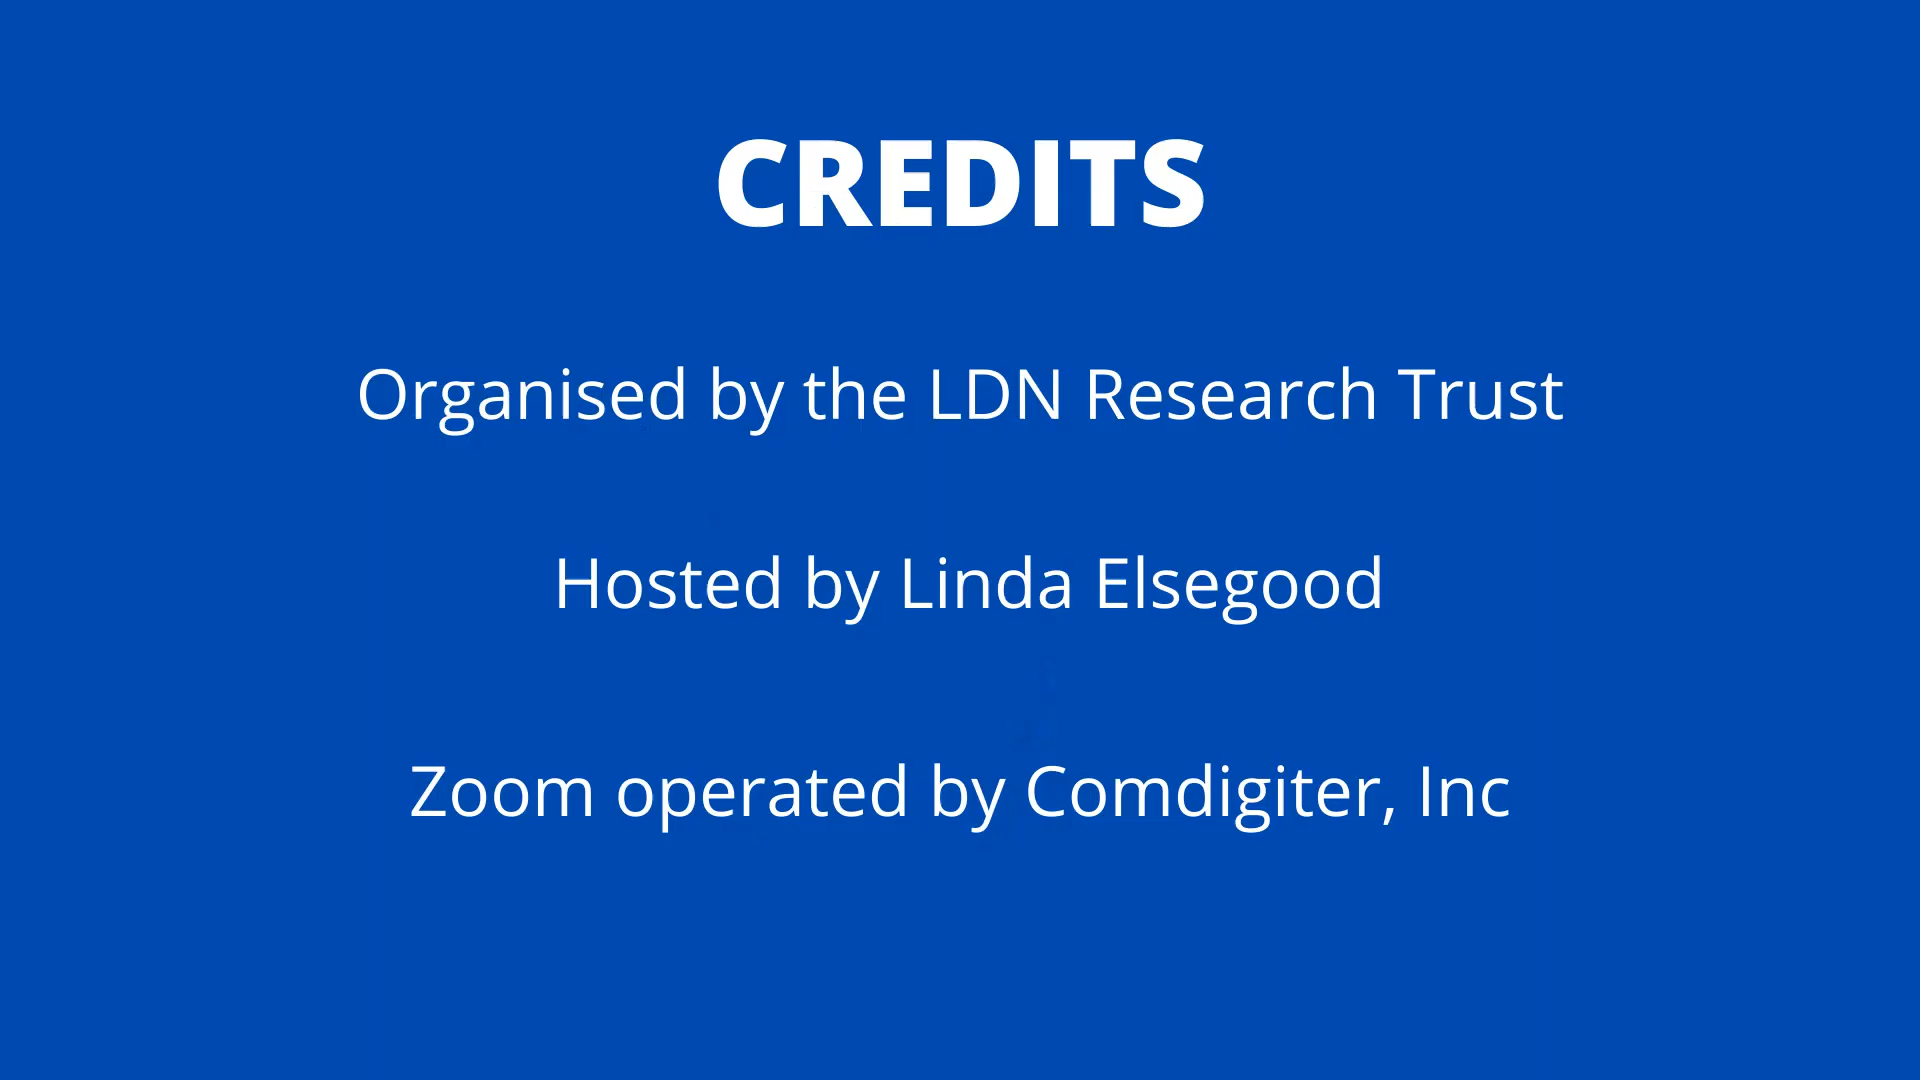 CREDITS
Organised by the LDN Research Trust
Hosted by Linda Elsegood
Zoom operated by Comdigiter, Inc